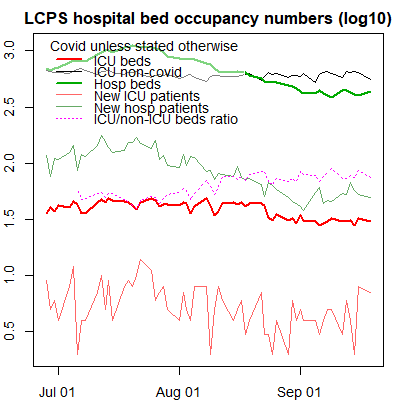 LCPS hospital bed occupancy numbers (log10)
Covid unless stated otherwise
ICU beds
ICU non-covid
Hosp beds
New ICU patients
New hosp patients
ICU/non-ICU beds ratio
3.0
2.5
2.0
1.5
1.0
0.5
Jul 01 Aug 01 Sep 01